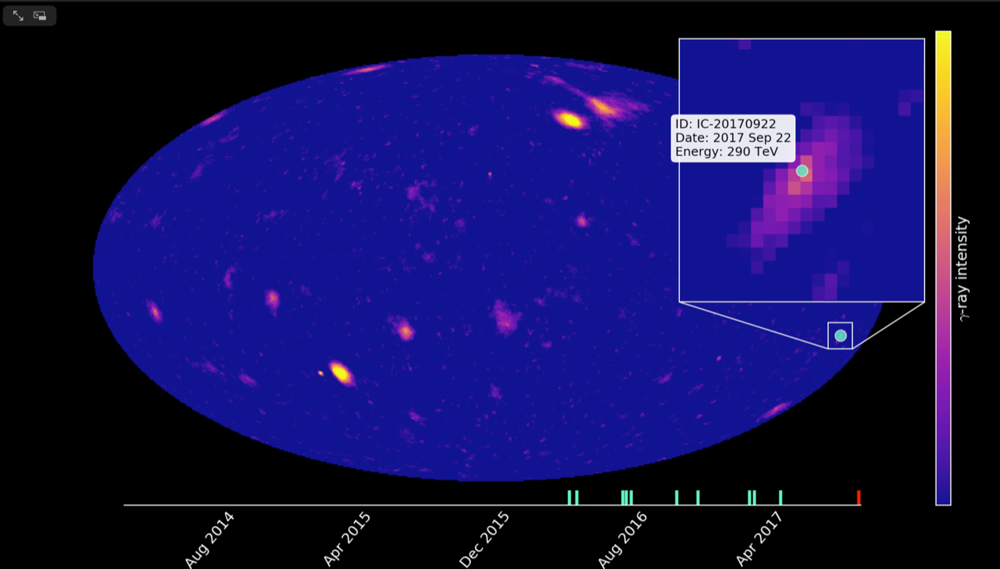 ID: IC-20170922
Date: 2017 Sep 22
Energy: 290 TeV
γ-ray intensity
Aug 2014
Apr 2015
Dec 2015
Aug 2016
Apr 2017